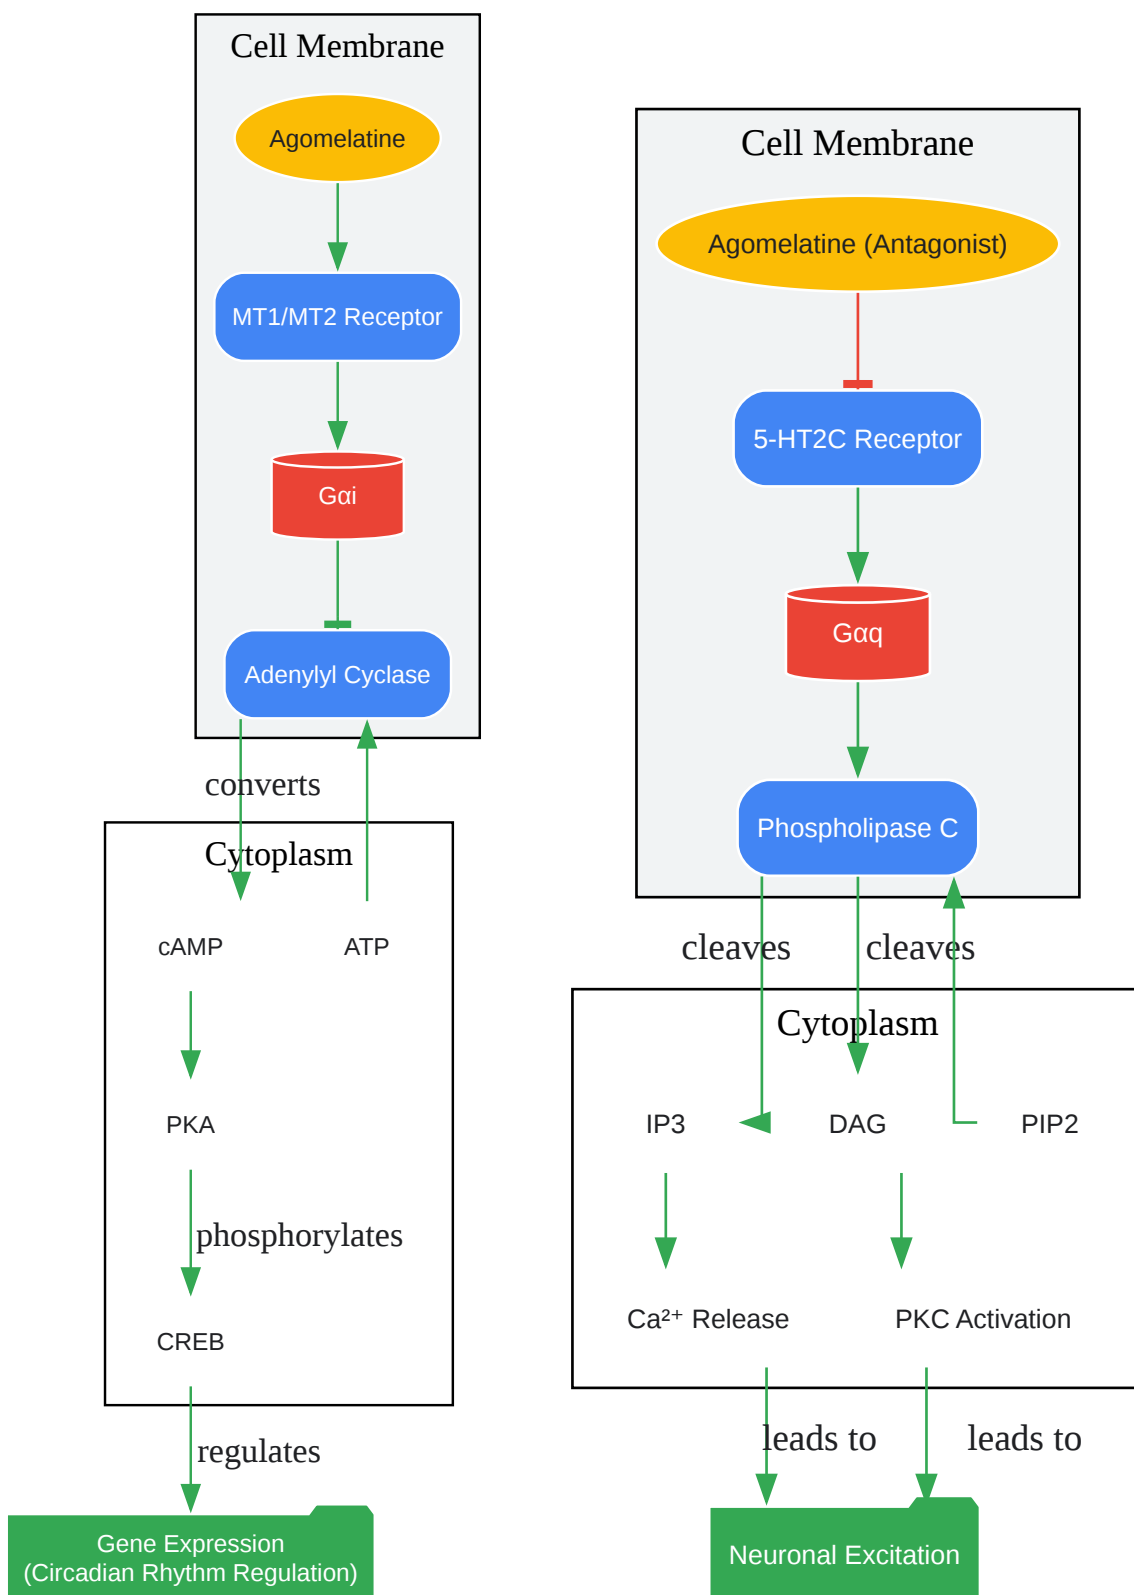 Cell Membrane
Agomelatine
MT1/MT2 Receptor
Gαi
Adenylyl Cyclase
converts
Cytoplasm
cAMP
ATP
PKA
phosphorylates
CREB
regulates
Gene Expression
(Circadian Rhythm Regulation)
Cell Membrane
Agomelatine (Antagonist)
5-HT2C Receptor
Gαq
Phospholipase C
cleaves
cleaves
Cytoplasm
IP3
DAG
PIP2
Ca²⁺ Release
PKC Activation
leads to
leads to
Neuronal Excitation